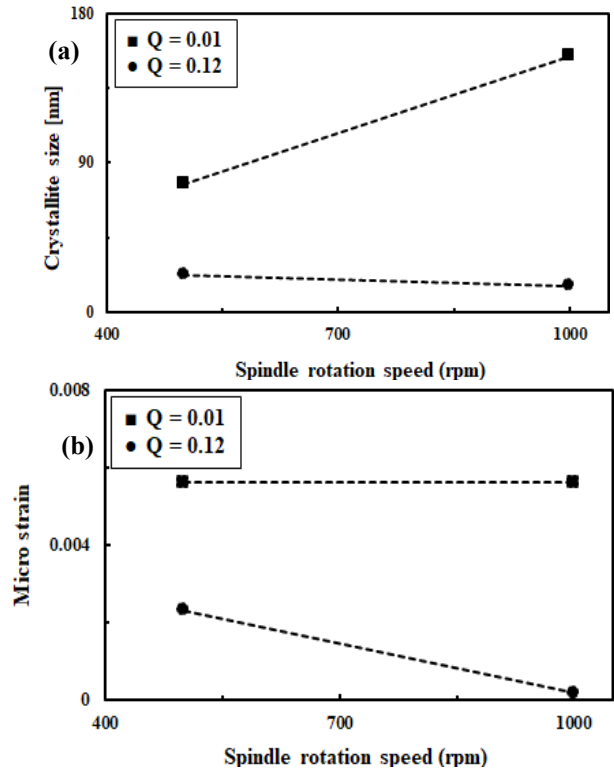 180
(a)
Q = 0.01
Q = 0.12
Crystallite size [nm]
90
0
400
700
1000
Spindle rotation speed (rpm)
0.008
(b)
Q = 0.01
Q = 0.12
Micro strain
0.004
0
400
700
1000
Spindle rotation speed (rpm)